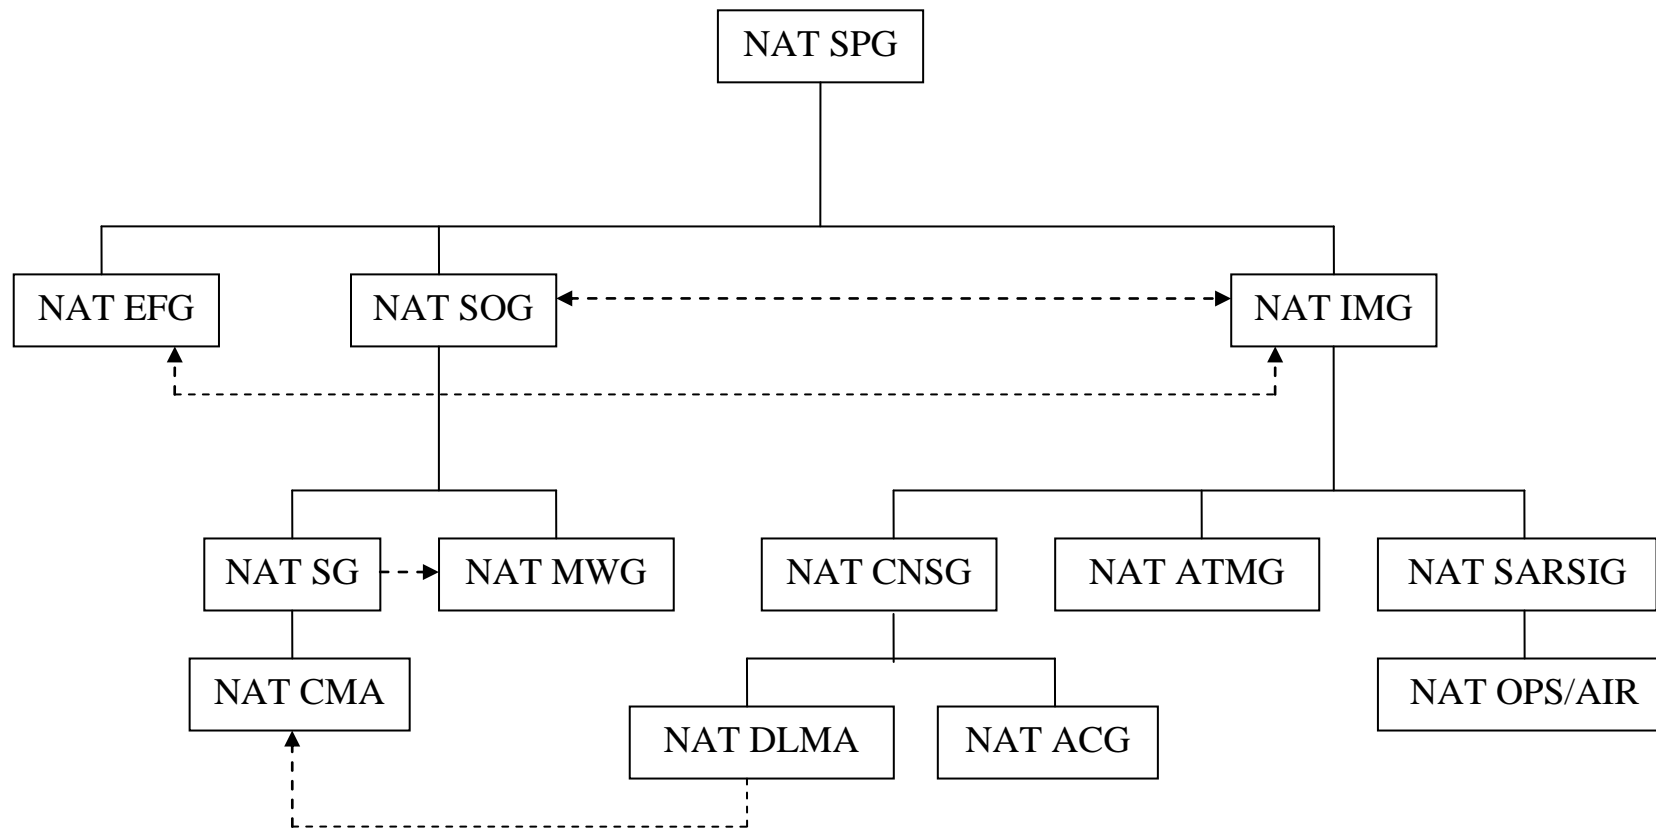 NAT SPG
NAT EFG
NAT SOG
NAT IMG
NAT SG
NAT MWG
NAT CNSG
NAT ATMG
NAT SARSIG
NAT CMA
NAT OPS/AIR
NAT DLMA
NAT ACG